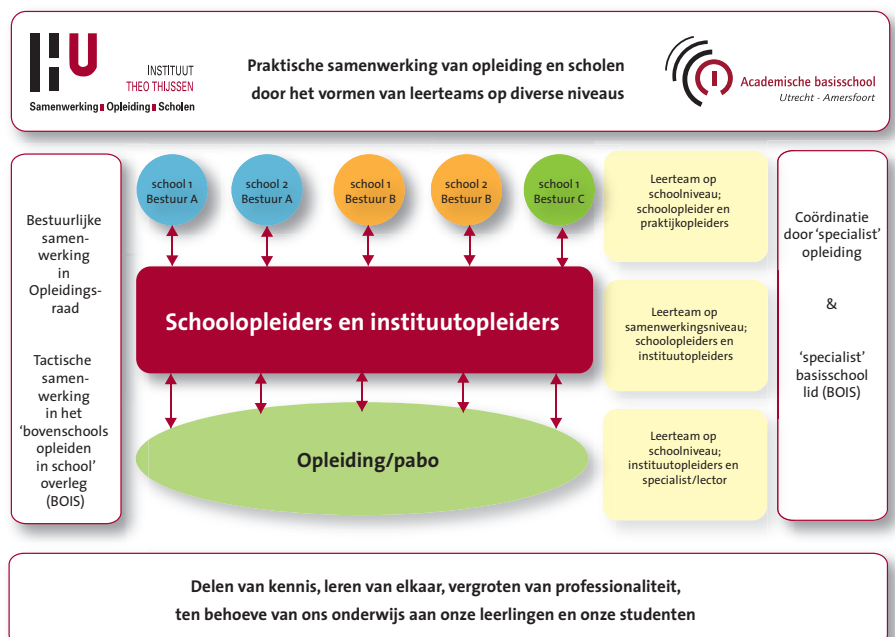 HU
INSTITUUT
THEO THIJSSEN
Samenwerking Opleiding Scholen
Praktische samenwerking van opleiding en scholen
door het vormen van leerteams op diverse niveaus
Academische basisschool
Utrecht - Amersfoort
Bestuurlijke
samen-
werking
in
Opleidings-
raad
Tactische
samen-
werking
in het
‘bovenschools
opleiden
in school’
overleg
(BOIS)
school 1
Bestuur A
school 2
Bestuur A
school 1
Bestuur B
school 2
Bestuur B
school 1
Bestuur C
Schoolopleiders en instituutopleiders
Opleiding/pabo
Leerteam op
schoolniveau;
schoolopleider en
praktijkopleiders
Leerteam op
samenwerkingsniveau;
schoolopleiders en
instituutopleiders
Leerteam op
schoolniveau;
instituutopleiders en
specialist/lector
Coördinatie
door ‘specialist’
opleiding
&
‘specialist’
basisschool
lid (BOIS)
Delen van kennis, leren van elkaar, vergroten van professionaliteit,
ten behoeve van ons onderwijs aan onze leerlingen en onze studenten